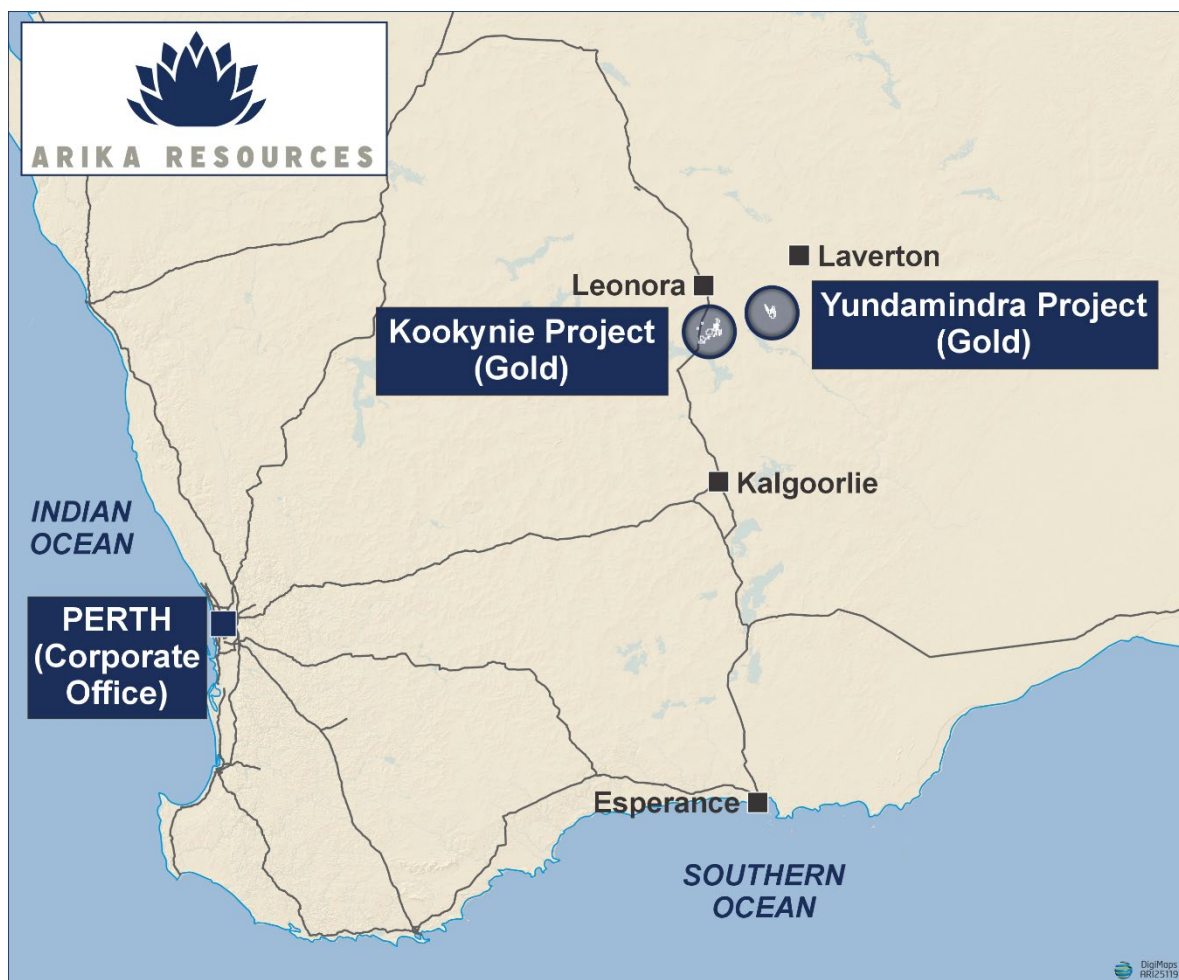 ARIKA RESOURCES
Laverton
Leonora
Kookynie Project
(Gold)
Yundamindra Project
(Gold)
Kalgoorlie
INDIAN
OCEAN
PERTH
(Corporate
Office)
Esperance
SOUTHERN
OCEAN
DigiMaps
ARI25119